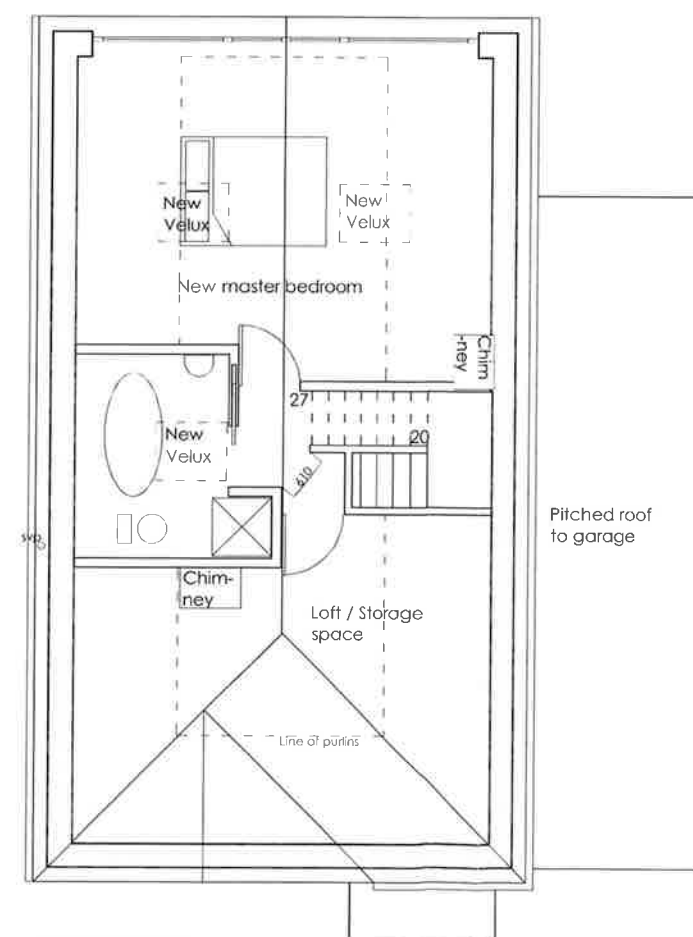 New
Velux
New
Velux
New master bedroom
Chim
-ney
27
20
New
Velux
610
svp
Pitched roof
to garage
Chim-
ney
Loft / Storage
space
Line of purlins